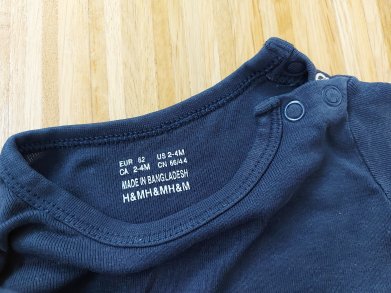 EUR 62 US 2-4M
CA 2-4M CN 66/44
MADE IN BANGLADESH
H&MH&MH&M